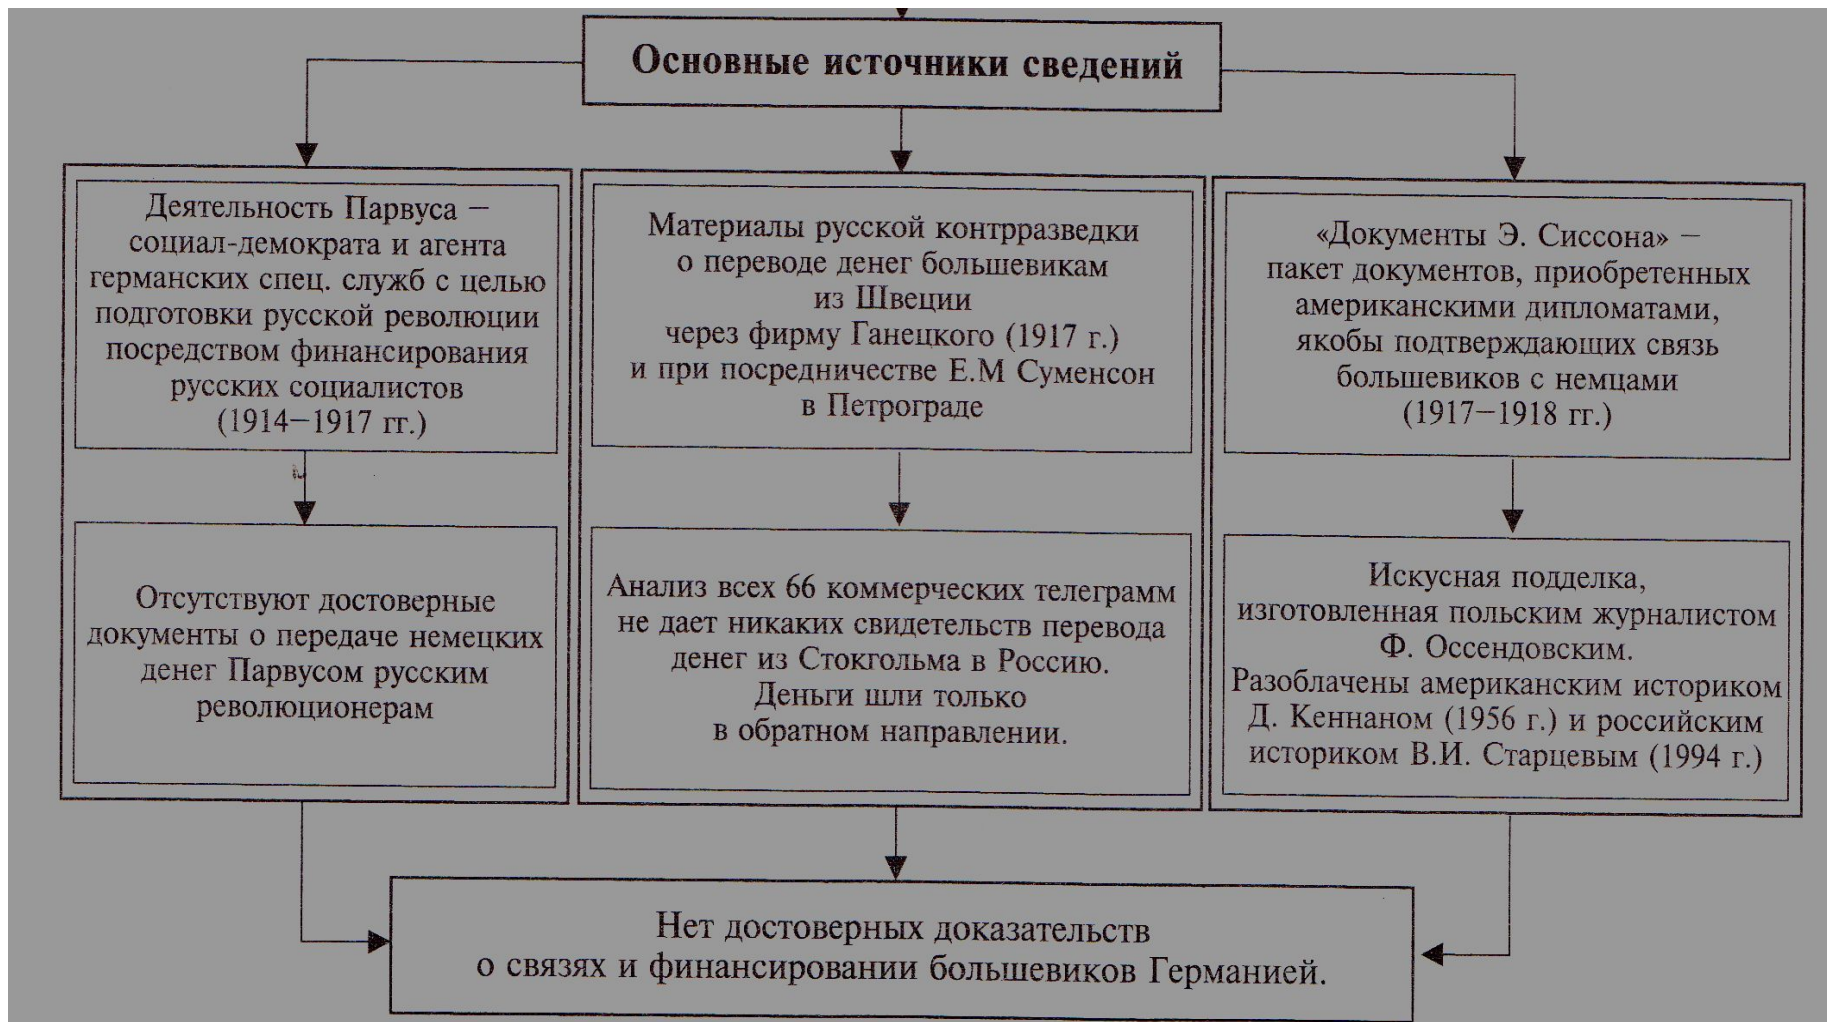 Основные источники сведений
Деятельность Парвуса —
социал-демократа и агента
германских спец. служб с целью
подготовки русской революции
посредством финансирования
русских социалистов
(1914—1917 гг.)
Отсутствуют достоверные
документы о передаче немецких
денег Парвусом русским
революционерам
Материалы русской контрразведки
о переводе денег большевикам
из Швеции
через фирму Ганецкого (1917 г.)
и при посредничестве Е.М Суменсон
в Петрограде
Анализ всех 66 коммерческих телеграмм
не дает никаких свидетельств перевода
денег из Стокгольма в Россию.
Деньги шли только
в обратном направлении.
«Документы Э. Сиссона» —
пакет документов, приобретенных
американскими дипломатами,
якобы подтверждающих связь
большевиков с немцами
(1917—1918 гг.)
Искусная подделка,
изготовленная польским журналистом
Ф. Оссендовским.
Разоблачены американским историком
Д. Кеннаном (1956 г.) и российским
историком В.И. Старцевым (1994 г.)
Нет достоверных доказательств
о связях и финансировании большевиков Германией.